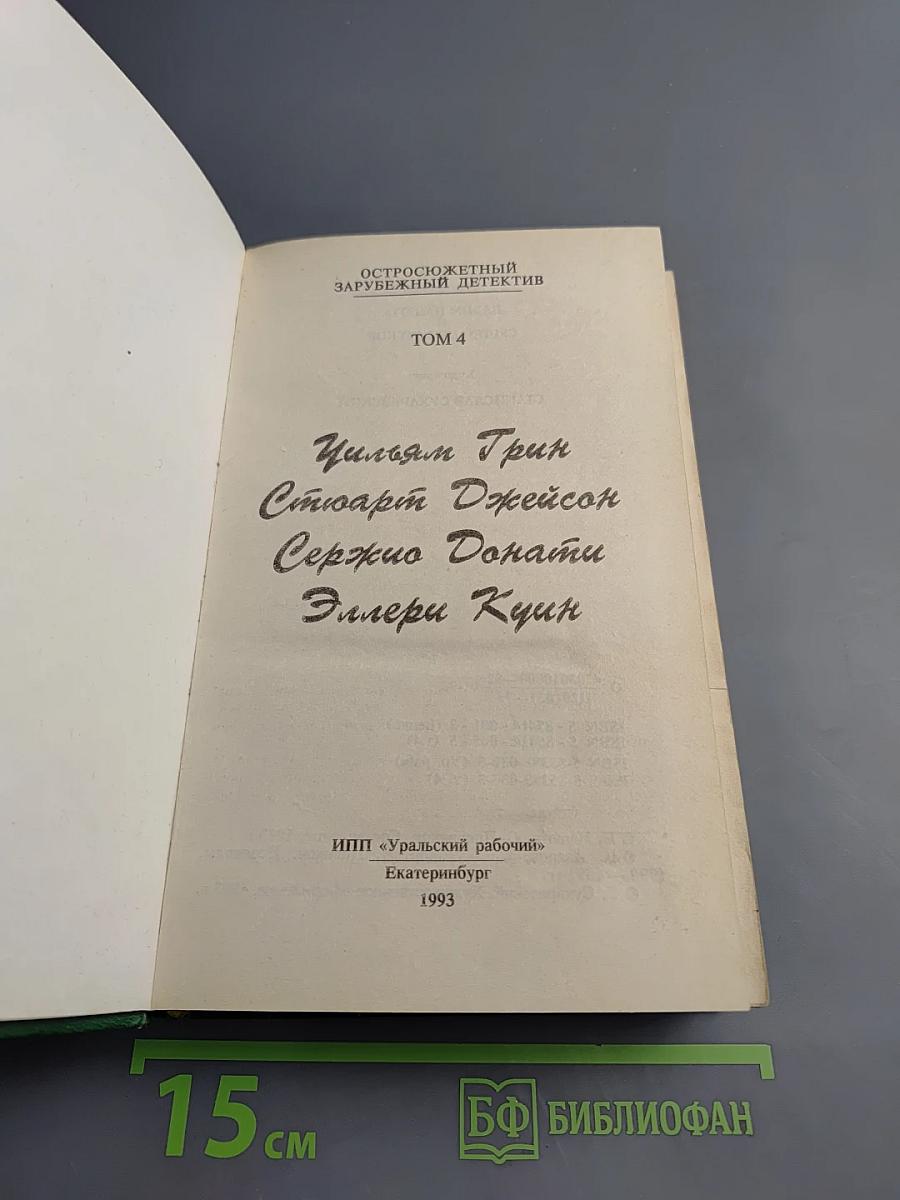 ОСТРОСЮЖЕТНЫЙ
ЗАРУБЕЖНЫЙ ДЕТЕКТИВ
ТОМ 4
Уильям Грин
Стюарт Джейсон
Сержио Донати
Эллери Куин
ИПП «Уральский рабочий»
Екатеринбург
1993
15 см
БФ БИБЛИОФАН